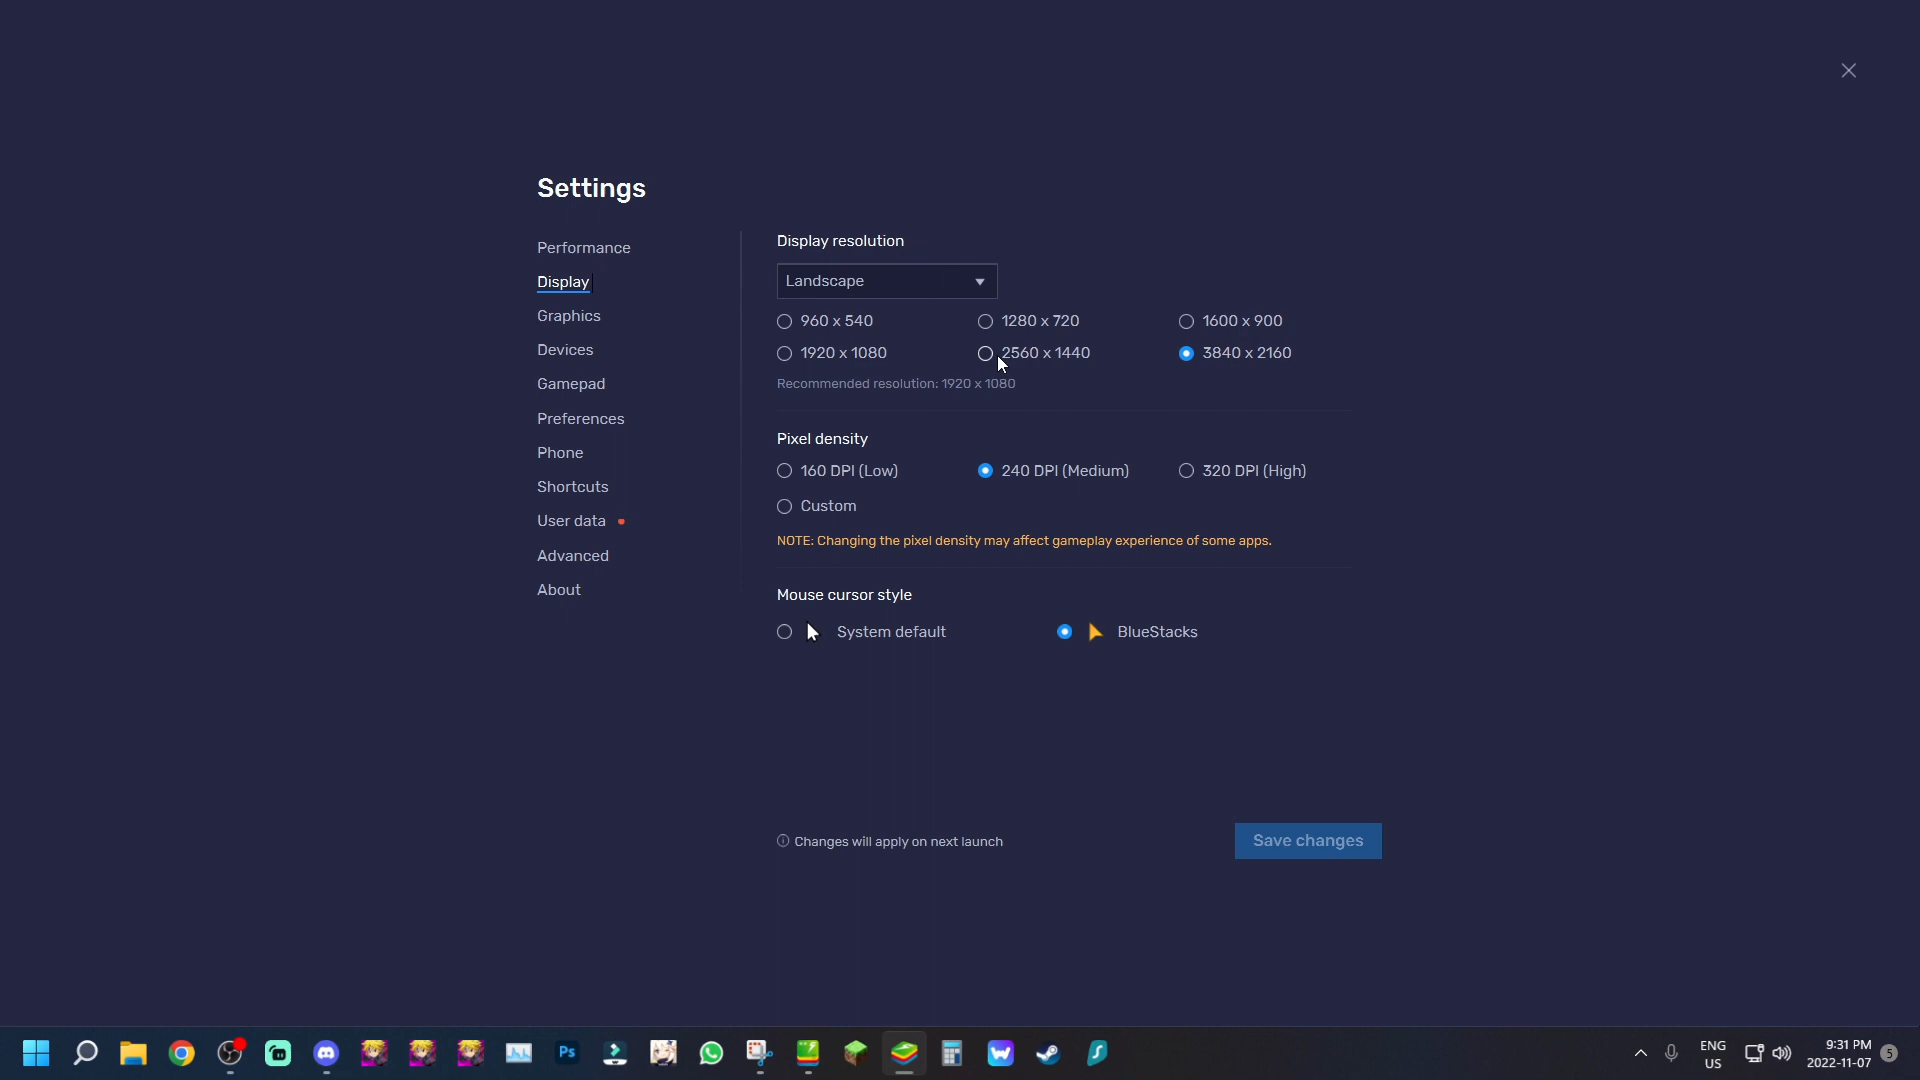 Settings
Performance
Display
Graphics
Devices
Gamepad
Preferences
Phone
Shortcuts
User data
Advanced
About
Display resolution
Landscape
960 x 540
1280 x 720
1600 x 900
1920 x 1080
2560 x 1440
3840 x 2160
Recommended resolution: 1920 x 1080
Pixel density
160 DPI (Low)
240 DPI (Medium)
320 DPI (High)
Custom
NOTE: Changing the pixel density may affect gameplay experience of some apps.
Mouse cursor style
System default
BlueStacks
Changes will apply on next launch
Save changes
Ps
ENG
US
9:31 PM
2022-11-07
5